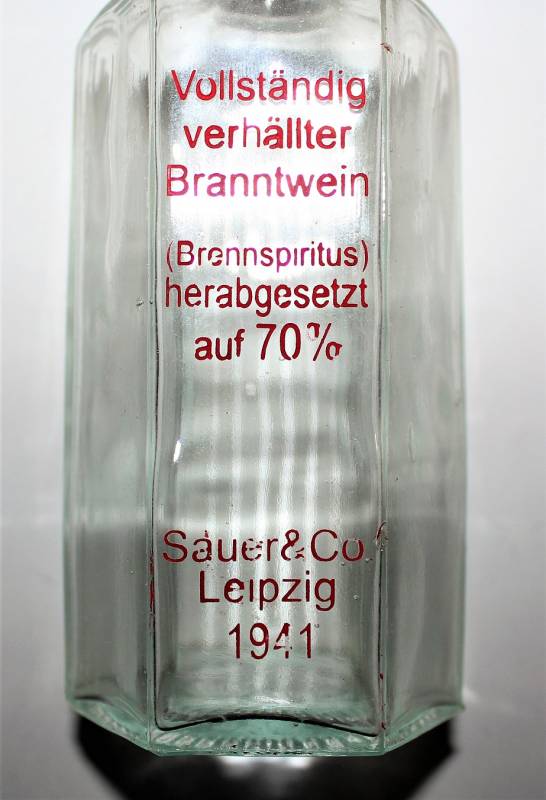 Vollständig
verhällter
Branntwein
(Brennspiritus)
herabgesetzt
auf 70%
Sauer&Co.
Leipzig
1941